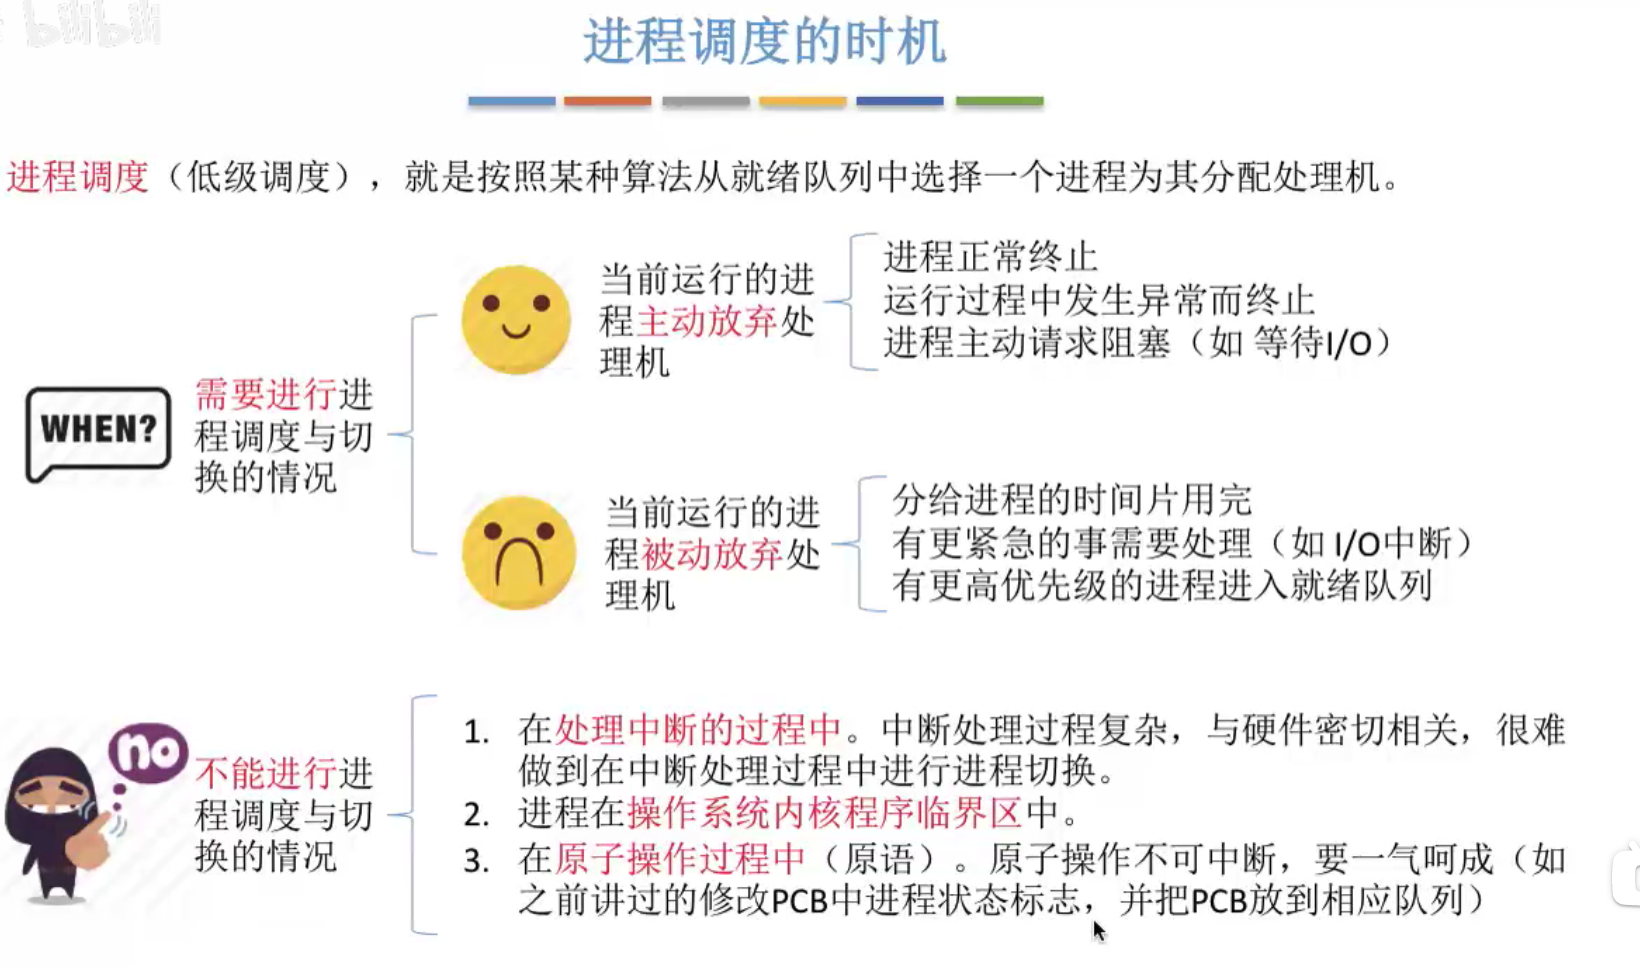 bilibili
进程调度的时机
进程调度（低级调度），就是按照某种算法从就绪队列中选择一个进程为其分配处理机。
WHEN?
需要进行进
程调度与切
换的情况
当前运行的进
程主动放弃处
理机
进程正常终止
运行过程中发生异常而终止
进程主动请求阻塞（如 等待I/O）
当前运行的进
程被动放弃处
理机
分给进程的时间片用完
有更紧急的事需要处理（如 I/O中断）
有更高优先级的进程进入就绪队列
no
不能进行进
程调度与切
换的情况
1. 在处理中断的过程中。中断处理过程复杂，与硬件密切相关，很难
做到在中断处理过程中进行进程切换。
2. 进程在操作系统内核程序临界区中。
3. 在原子操作过程中（原语）。原子操作不可中断，要一气呵成（如
之前讲过的修改PCB中进程状态标志，并把PCB放到相应队列）